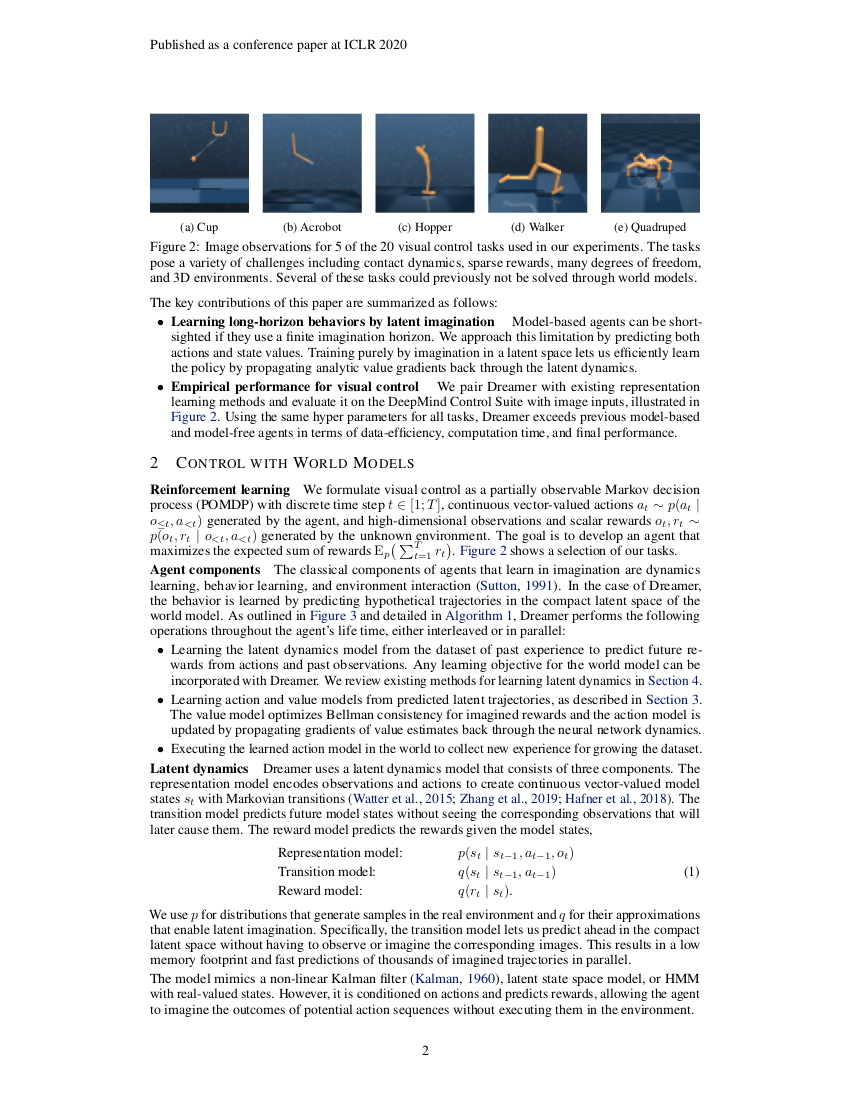 Published as a conference paper at ICLR 2020
(a) Cup
(b) Acrobot
(c) Hopper
(d) Walker
(e) Quadruped
Figure 2: Image observations for 5 of the 20 visual control tasks used in our experiments. The tasks
pose a variety of challenges including contact dynamics, sparse rewards, many degrees of freedom,
and 3D environments. Several of these tasks could previously not be solved through world models.
The key contributions of this paper are summarized as follows:
• Learning long-horizon behaviors by latent imagination Model-based agents can be short-
sighted if they use a finite imagination horizon. We approach this limitation by predicting both
actions and state values. Training purely by imagination in a latent space lets us efficiently learn
the policy by propagating analytic value gradients back through the latent dynamics.
• Empirical performance for visual control We pair Dreamer with existing representation
learning methods and evaluate it on the DeepMind Control Suite with image inputs, illustrated in
Figure 2. Using the same hyper parameters for all tasks, Dreamer exceeds previous model-based
and model-free agents in terms of data-efficiency, computation time, and final performance.
2 CONTROL WITH WORLD MODELS
Reinforcement learning We formulate visual control as a partially observable Markov decision
process (POMDP) with discrete time step t ∈ [1; T], continuous vector-valued actions a_t ∼ p(a_t |
o_{≤t}, a_{<t}) generated by the agent, and high-dimensional observations and scalar rewards o_t, r_t ∼
p(o_t, r_t | o_{<t}, a_{<t}) generated by the unknown environment. The goal is to develop an agent that
maximizes the expected sum of rewards E_p(∑_{t=1}^T r_t). Figure 2 shows a selection of our tasks.
Agent components The classical components of agents that learn in imagination are dynamics
learning, behavior learning, and environment interaction (Sutton, 1991). In the case of Dreamer,
the behavior is learned by predicting hypothetical trajectories in the compact latent space of the
world model. As outlined in Figure 3 and detailed in Algorithm 1, Dreamer performs the following
operations throughout the agent's life time, either interleaved or in parallel:
• Learning the latent dynamics model from the dataset of past experience to predict future re-
wards from actions and past observations. Any learning objective for the world model can be
incorporated with Dreamer. We review existing methods for learning latent dynamics in Section 4.
• Learning action and value models from predicted latent trajectories, as described in Section 3.
The value model optimizes Bellman consistency for imagined rewards and the action model is
updated by propagating gradients of value estimates back through the neural network dynamics.
• Executing the learned action model in the world to collect new experience for growing the dataset.
Latent dynamics Dreamer uses a latent dynamics model that consists of three components. The
representation model encodes observations and actions to create continuous vector-valued model
states s_t with Markovian transitions (Watter et al., 2015; Zhang et al., 2019; Hafner et al., 2018). The
transition model predicts future model states without seeing the corresponding observations that will
later cause them. The reward model predicts the rewards given the model states,
Representation model: p(s_t | s_{t−1}, a_{t−1}, o_t)
Transition model: q(s_t | s_{t−1}, a_{t−1}) (1)
Reward model: q(r_t | s_t).
We use p for distributions that generate samples in the real environment and q for their approximations
that enable latent imagination. Specifically, the transition model lets us predict ahead in the compact
latent space without having to observe or imagine the corresponding images. This results in a low
memory footprint and fast predictions of thousands of imagined trajectories in parallel.
The model mimics a non-linear Kalman filter (Kalman, 1960), latent state space model, or HMM
with real-valued states. However, it is conditioned on actions and predicts rewards, allowing the agent
to imagine the outcomes of potential action sequences without executing them in the environment.
2